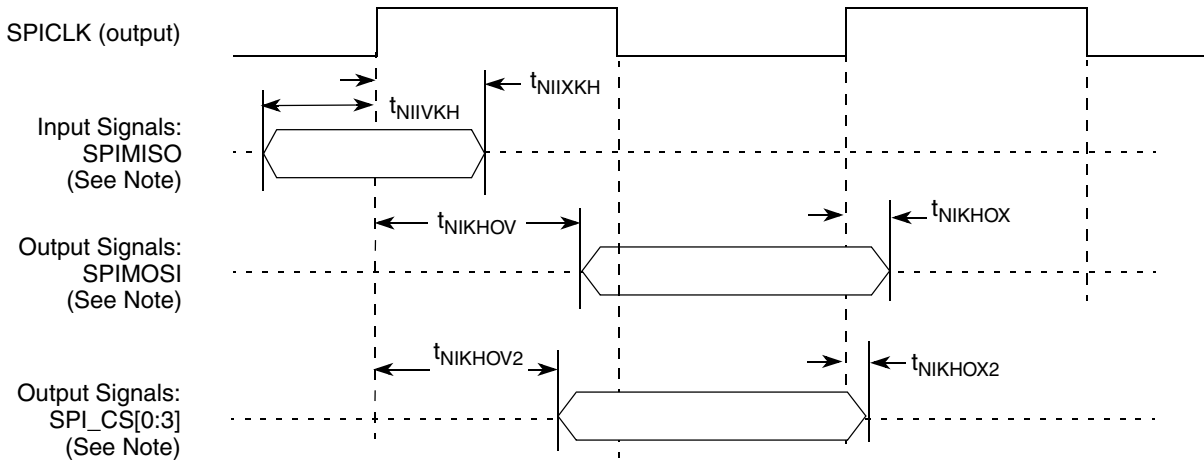 SPICLK (output)
tNIIXKH
tNIIVKH
Input Signals:
SPIMISO
(See Note)
tNIKHOV
tNIKHOX
Output Signals:
SPIMOSI
(See Note)
tNIKHOV2
tNIKHOX2
Output Signals:
SPI_CS[0:3]
(See Note)